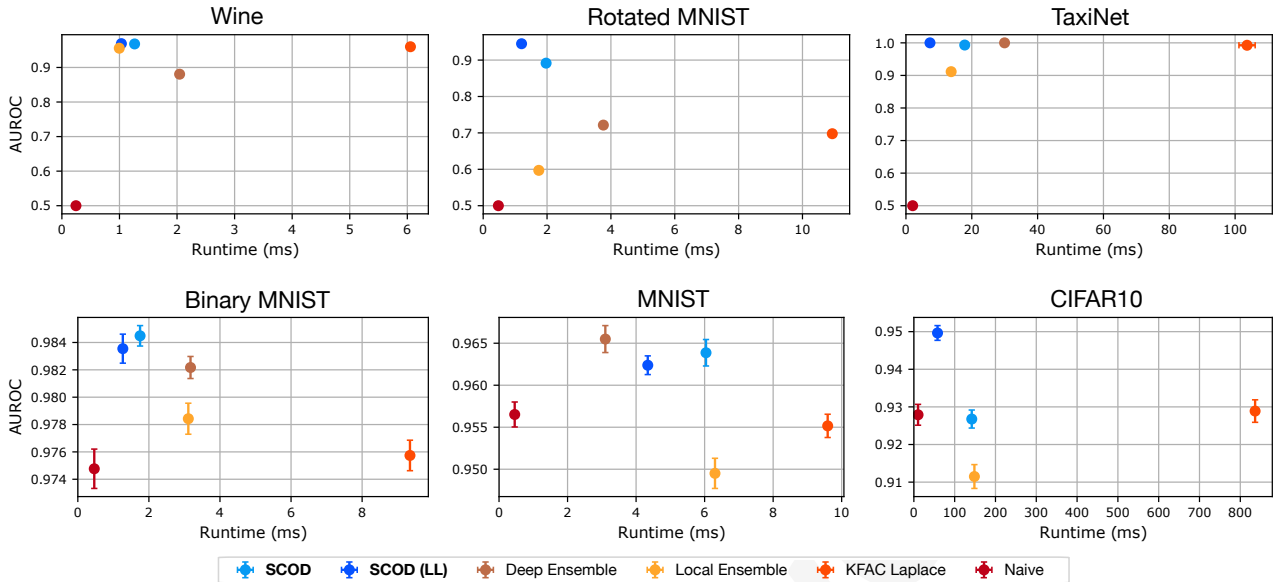 Wine
Rotated MNIST
TaxiNet
AUROC
0.9
0.8
0.7
0.6
0.5
0 1 2 3 4 5 6
Runtime (ms)
0.9
0.8
0.7
0.6
0.5
0 2 4 6 8 10
Runtime (ms)
1.0
0.9
0.8
0.7
0.6
0.5
0 20 40 60 80 100
Runtime (ms)
Binary MNIST
MNIST
CIFAR10
AUROC
0.984
0.982
0.980
0.978
0.976
0.974
0 2 4 6 8
Runtime (ms)
0.965
0.960
0.955
0.950
0 2 4 6 8 10
Runtime (ms)
0.95
0.94
0.93
0.92
0.91
0 100 200 300 400 500 600 700 800
Runtime (ms)
SCOD SCOD (LL) Deep Ensemble Local Ensemble KFAC Laplace Naive